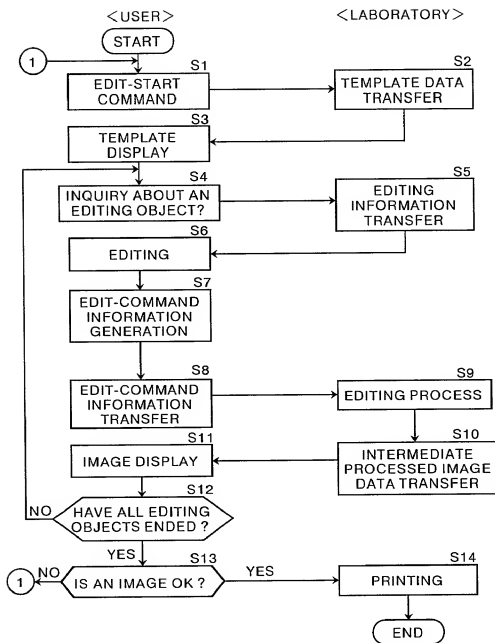 <USER>
<LABORATORY>
START
1
S1
EDIT-START
COMMAND
S2
TEMPLATE DATA
TRANSFER
S3
TEMPLATE
DISPLAY
S4
INQUIRY ABOUT AN
EDITING OBJECT?
S5
EDITING
INFORMATION
TRANSFER
S6
EDITING
S7
EDIT-COMMAND
INFORMATION
GENERATION
S8
EDIT-COMMAND
INFORMATION
TRANSFER
S9
EDITING PROCESS
S10
INTERMEDIATE
PROCESSED IMAGE
DATA TRANSFER
S11
IMAGE DISPLAY
S12
NO
HAVE ALL EDITING
OBJECTS ENDED ?
YES
S13
1
NO
IS AN IMAGE OK ?
YES
S14
PRINTING
END